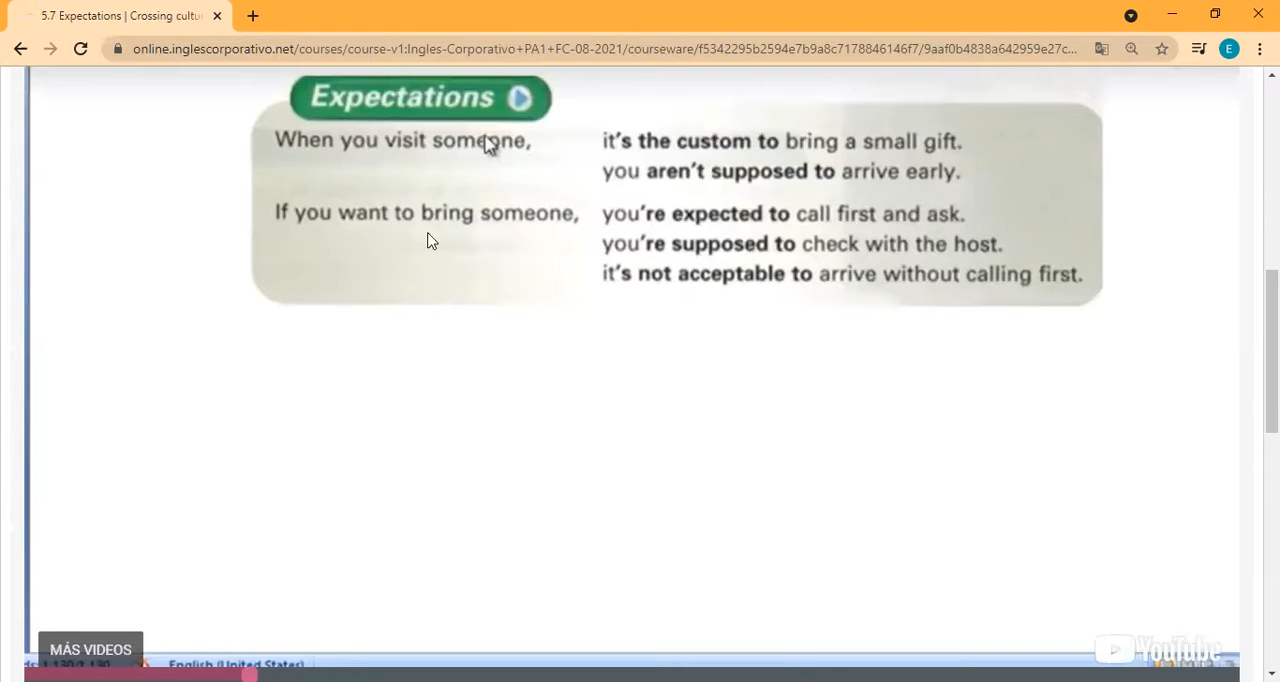 5.7 Expectations | Crossing cultu
online.inglescorporativo.net/courses/course-v1:Ingles-Corporativo+PA1+FC-08-2021/courseware/f5342295b2594e7b9a8c7178846146f7/9aaf0b4838a642959e27c...
E
Expectations
When you visit someone, it's the custom to bring a small gift.
you aren't supposed to arrive early.
If you want to bring someone, you're expected to call first and ask.
you're supposed to check with the host.
it's not acceptable to arrive without calling first.
MÁS VIDEOS
YouTube
English (United States)